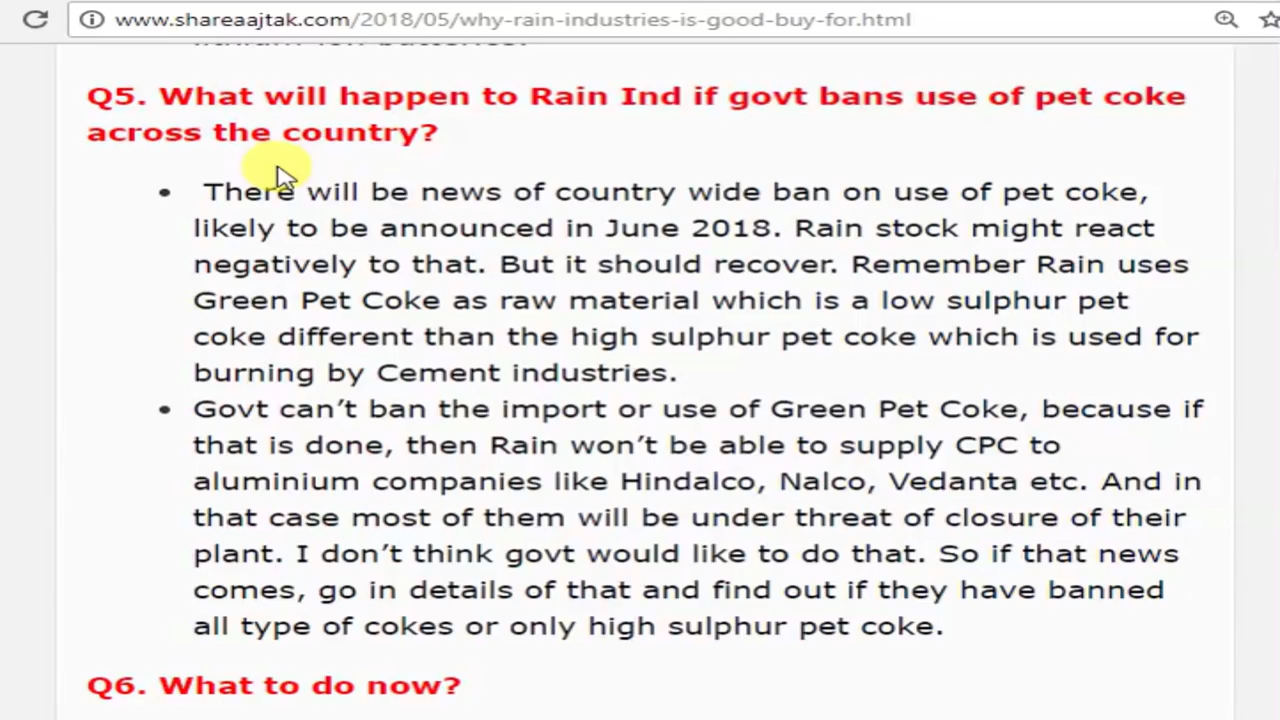 www.shareaajtak.com/2018/05/why-rain-industries-is-good-buy-for.html
lithium ion batteries.
Q5. What will happen to Rain Ind if govt bans use of pet coke
across the country?
• There will be news of country wide ban on use of pet coke,
likely to be announced in June 2018. Rain stock might react
negatively to that. But it should recover. Remember Rain uses
Green Pet Coke as raw material which is a low sulphur pet
coke different than the high sulphur pet coke which is used for
burning by Cement industries.
• Govt can’t ban the import or use of Green Pet Coke, because if
that is done, then Rain won’t be able to supply CPC to
aluminium companies like Hindalco, Nalco, Vedanta etc. And in
that case most of them will be under threat of closure of their
plant. I don’t think govt would like to do that. So if that news
comes, go in details of that and find out if they have banned
all type of cokes or only high sulphur pet coke.
Q6. What to do now?